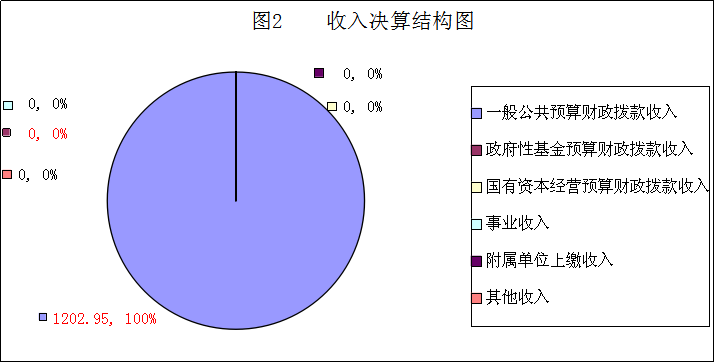 图2 收入决算结构图
0, 0%
0, 0%
0, 0%
0, 0%
0, 0%
1202.95, 100%
一般公共预算财政拨款收入
政府性基金预算财政拨款收入
国有资本经营预算财政拨款收入
事业收入
附属单位上缴收入
其他收入